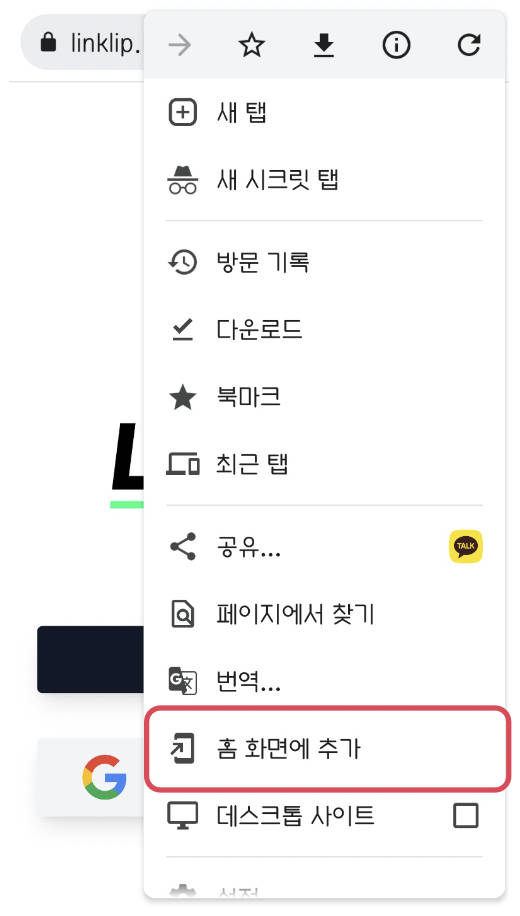 linklip.
새 탭
새 시크릿 탭
방문 기록
다운로드
북마크
최근 탭
공유...
TALK
페이지에서 찾기
번역...
홈 화면에 추가
데스크톱 사이트
설정